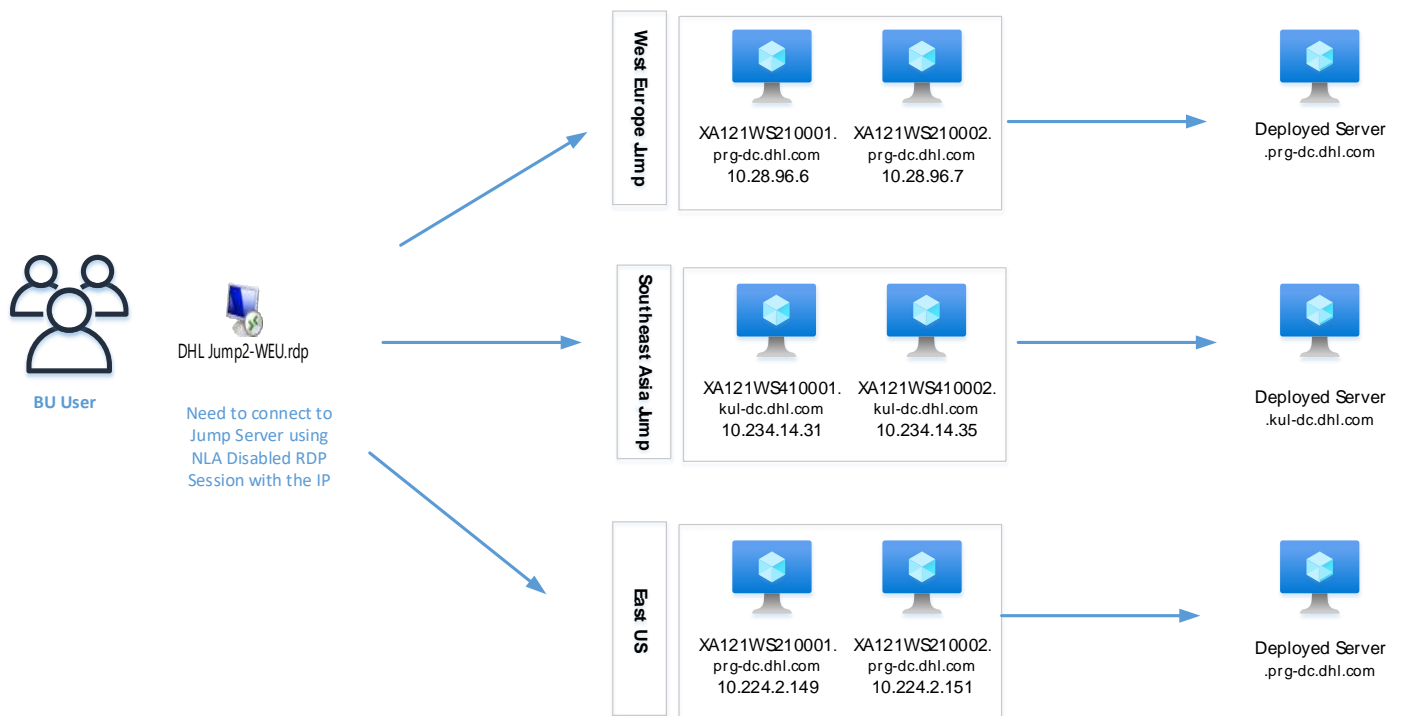 West Europe Jump
XA121WS210001.
prg-dc.dhl.com
10.28.96.6
XA121WS210002.
prg-dc.dhl.com
10.28.96.7
Deployed Server
.prg-dc.dhl.com
BU User
DHL Jump2-WEU.rdp
Need to connect to
Jump Server using
NLA Disabled RDP
Session with the IP
Southeast Asia Jump
XA121WS410001.
kul-dc.dhl.com
10.234.14.31
XA121WS410002.
kul-dc.dhl.com
10.234.14.35
Deployed Server
.kul-dc.dhl.com
East US
XA121WS210001.
prg-dc.dhl.com
10.224.2.149
XA121WS210002.
prg-dc.dhl.com
10.224.2.151
Deployed Server
.prg-dc.dhl.com